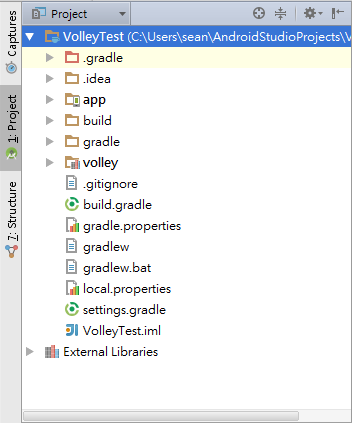 Project
Captures
1: Project
7: Structure
VolleyTest (C:\Users\sean\AndroidStudioProjects\V
.gradle
.idea
app
build
gradle
volley
.gitignore
build.gradle
gradle.properties
gradlew
gradlew.bat
local.properties
settings.gradle
VolleyTest.iml
External Libraries